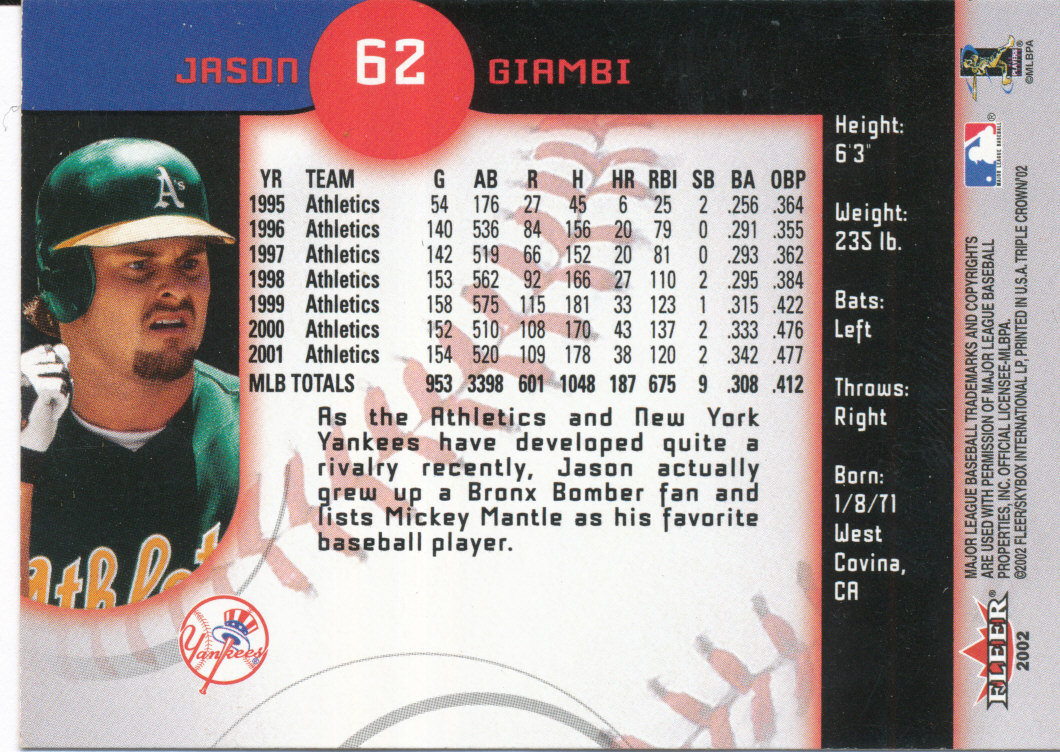 JASON 62 GIAMBI
YR TEAM G AB R H HR RBI SB BA OBP
1995 Athletics 54 176 27 45 6 25 2 .256 .364
1996 Athletics 140 536 84 156 20 79 0 .291 .355
1997 Athletics 142 519 66 152 20 81 0 .293 .362
1998 Athletics 153 562 92 166 27 110 2 .295 .384
1999 Athletics 158 575 115 181 33 123 1 .315 .422
2000 Athletics 152 510 108 170 43 137 2 .333 .476
2001 Athletics 154 520 109 178 38 120 2 .342 .477
MLB TOTALS 953 3398 601 1048 187 675 9 .308 .412
As the Athletics and New York
Yankees have developed quite a
rivalry recently, Jason actually
grew up a Bronx Bomber fan and
lists Mickey Mantle as his favorite
baseball player.
Height:
6'3"
Weight:
235 lb.
Bats:
Left
Throws:
Right
Born:
1/8/71
West
Covina,
CA
A's
Athlet
Yankees
©MLBPA
MAJOR LEAGUE BASEBALL
MAJOR LEAGUE BASEBALL TRADEMARKS AND COPYRIGHTS
ARE USED WITH PERMISSION OF MAJOR LEAGUE BASEBALL
PROPERTIES, INC. OFFICIAL LICENSEE-MLBPA.
©2002 FLEER/SKYBOX INTERNATIONAL LP, PRINTED IN U.S.A. TRIPLE CROWN/'02
FLEER®
2002